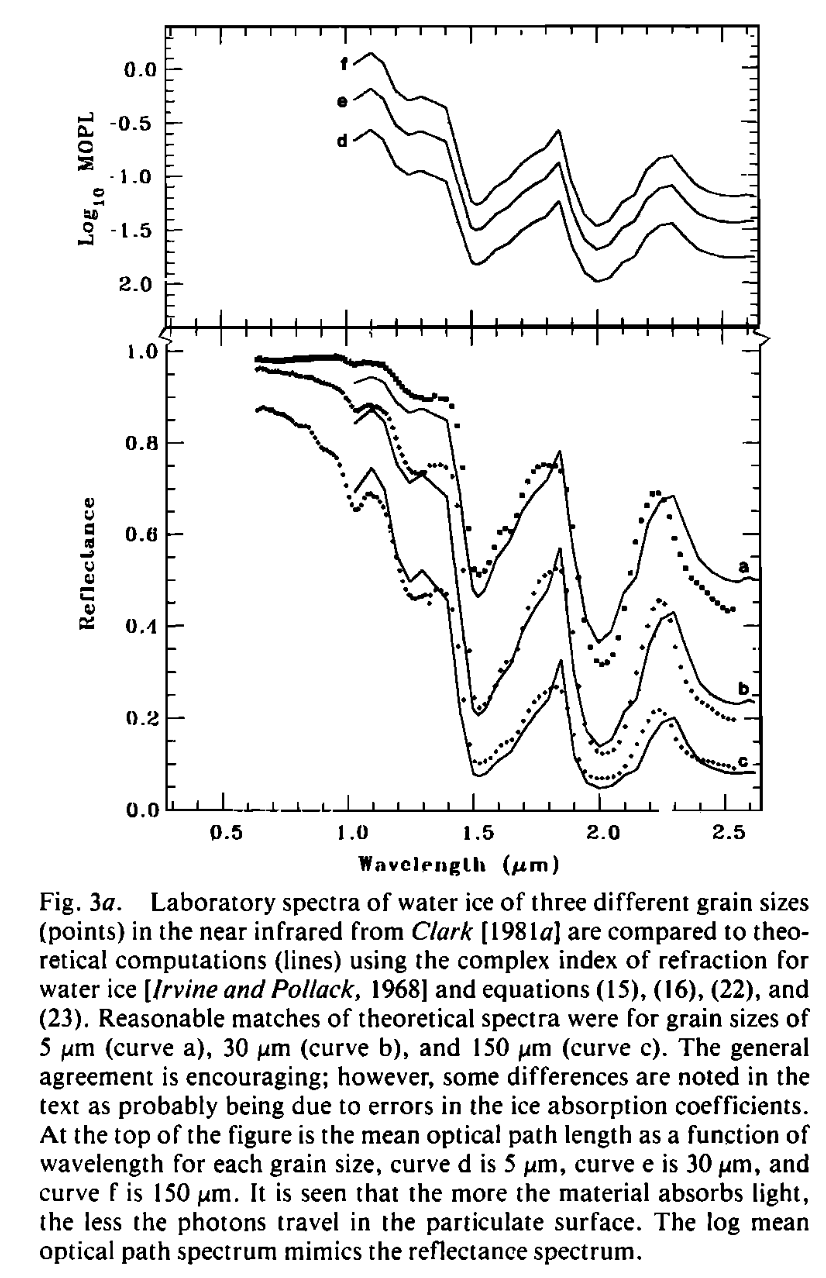 f
0.0
e
-0.5
d
-1.0
-1.5
2.0
Log10 MOPL
1.0
0.8
0.6
0.4
0.2
0.0
Reflectance
a
b
c
0.5 1.0 1.5 2.0 2.5
Wavelength (μm)
Fig. 3a. Laboratory spectra of water ice of three different grain sizes
(points) in the near infrared from Clark [1981a] are compared to theo-
retical computations (lines) using the complex index of refraction for
water ice [Irvine and Pollack, 1968] and equations (15), (16), (22), and
(23). Reasonable matches of theoretical spectra were for grain sizes of
5 μm (curve a), 30 μm (curve b), and 150 μm (curve c). The general
agreement is encouraging; however, some differences are noted in the
text as probably being due to errors in the ice absorption coefficients.
At the top of the figure is the mean optical path length as a function of
wavelength for each grain size, curve d is 5 μm, curve e is 30 μm, and
curve f is 150 μm. It is seen that the more the material absorbs light,
the less the photons travel in the particulate surface. The log mean
optical path spectrum mimics the reflectance spectrum.